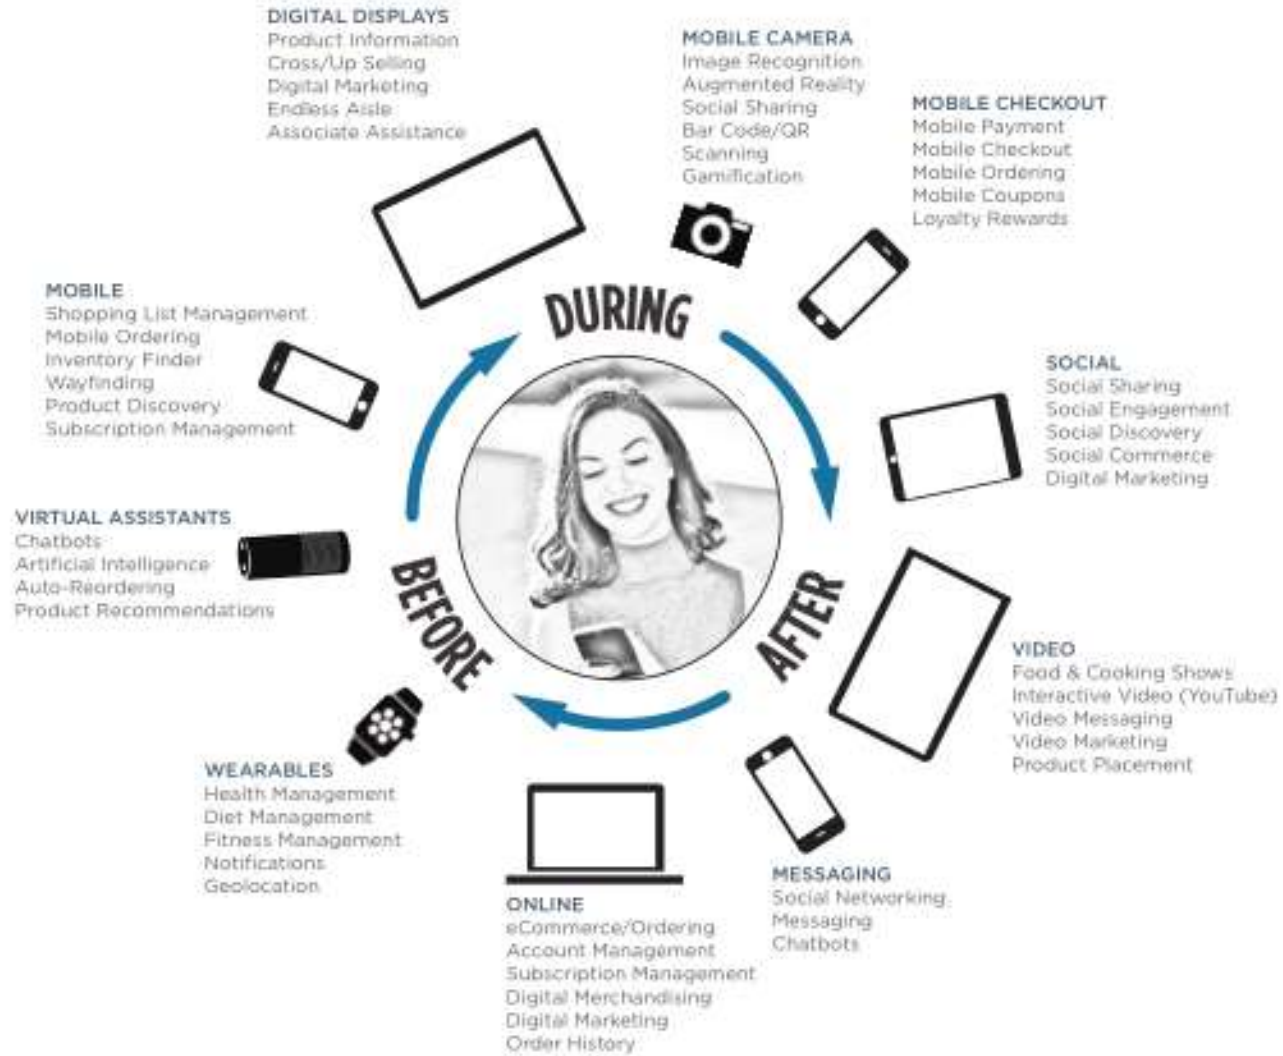 DIGITAL DISPLAYS
Product Information
Cross/Up Selling
Digital Marketing
Endless Aisle
Associate Assistance
MOBILE CAMERA
Image Recognition
Augmented Reality
Social Sharing
Bar Code/QR
Scanning
Gamification
MOBILE CHECKOUT
Mobile Payment
Mobile Checkout
Mobile Ordering
Mobile Coupons
Loyalty Rewards
MOBILE
Shopping List Management
Mobile Ordering
Inventory Finder
Wayfinding
Product Discovery
Subscription Management
DURING
SOCIAL
Social Sharing
Social Engagement
Social Discovery
Social Commerce
Digital Marketing
VIRTUAL ASSISTANTS
Chatbots
Artificial Intelligence
Auto-Reordering
Product Recommendations
BEFORE
AFTER
VIDEO
Food & Cooking Shows
Interactive Video (YouTube)
Video Messaging
Video Marketing
Product Placement
WEARABLES
Health Management
Diet Management
Fitness Management
Notifications
Geolocation
ONLINE
eCommerce/Ordering
Account Management
Subscription Management
Digital Merchandising
Digital Marketing
Order History
MESSAGING
Social Networking
Messaging
Chatbots